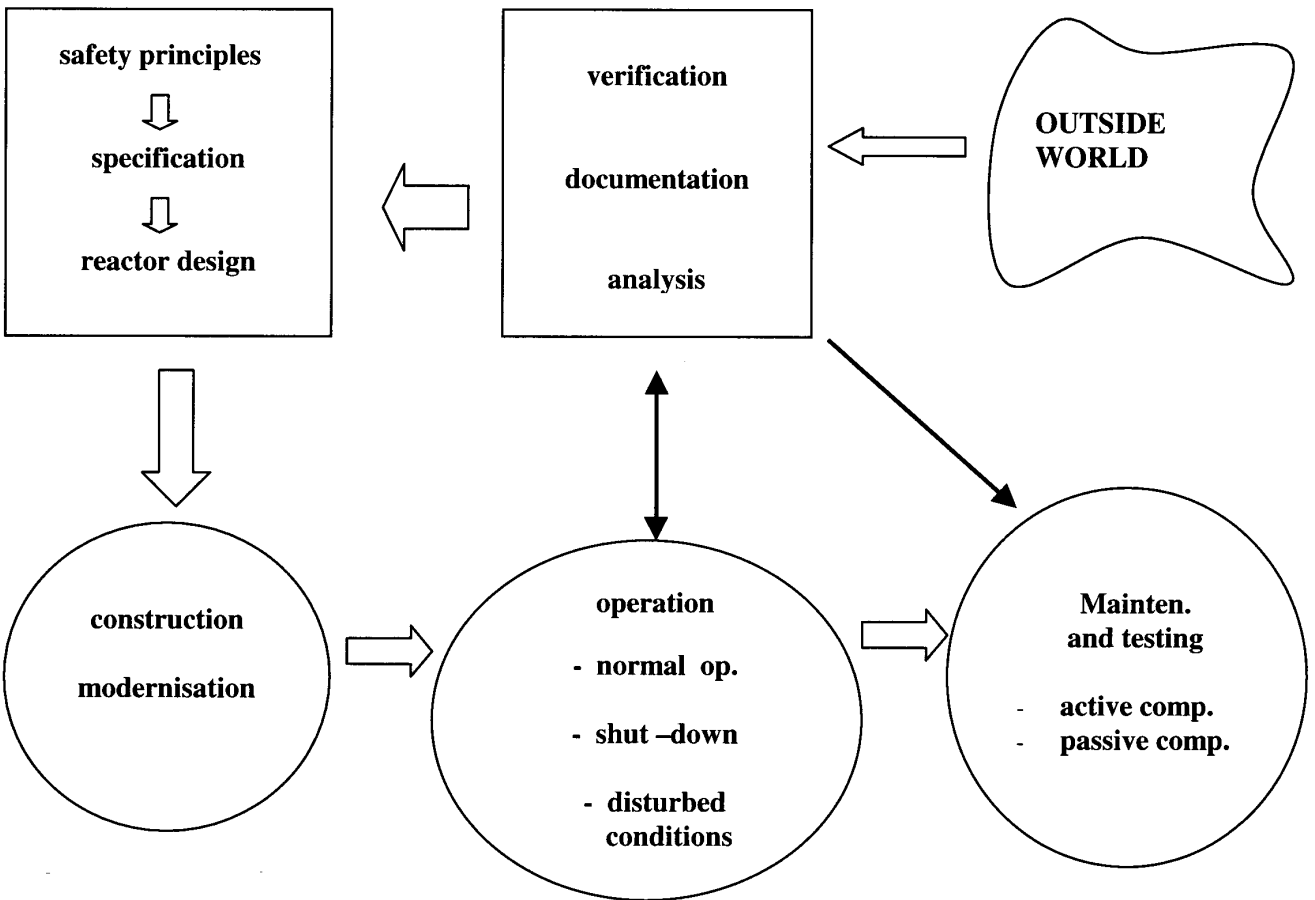 safety principles
specification
reactor design
verification
documentation
analysis
OUTSIDE
WORLD
construction
modernisation
operation
- normal op.
- shut –down
- disturbed
conditions
Mainten.
and testing
- active comp.
- passive comp.